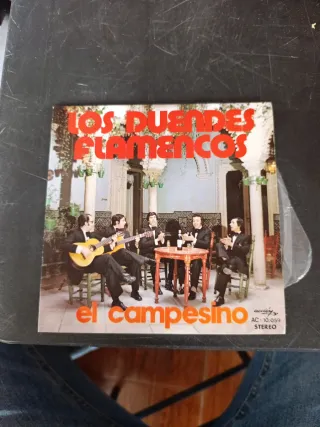 LOS DUENDES
FLAMENCOS
el campesino
STEREO